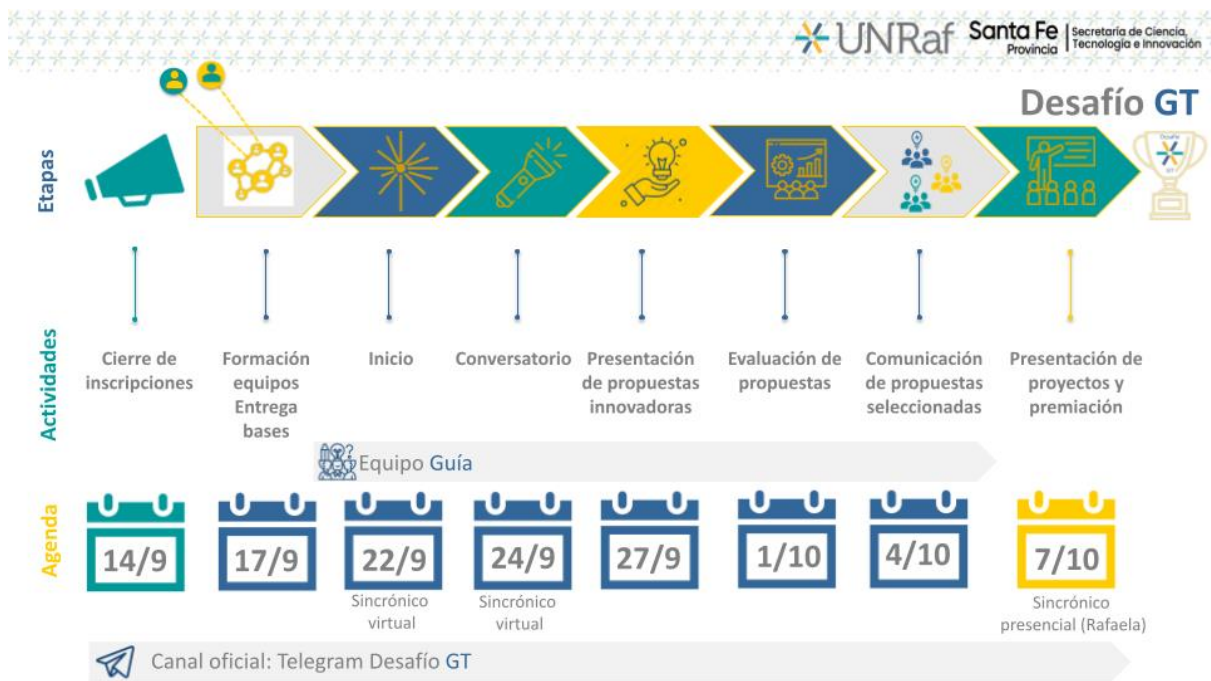 UNRaf
Santa Fe
Provincia
Secretaría de Ciencia,
Tecnología e Innovación
Desafío GT
Etapas
Desafío
GT
Actividades
Cierre de
inscripciones
Formación
equipos
Entrega
bases
Inicio
Conversatorio
Presentación
de propuestas
innovadoras
Evaluación de
propuestas
Comunicación
de propuestas
seleccionadas
Presentación de
proyectos y
premiación
Equipo Guía
Agenda
14/9
17/9
22/9
24/9
27/9
1/10
4/10
7/10
Sincrónico
virtual
Sincrónico
virtual
Sincrónico
presencial (Rafaela)
Canal oficial: Telegram Desafío GT